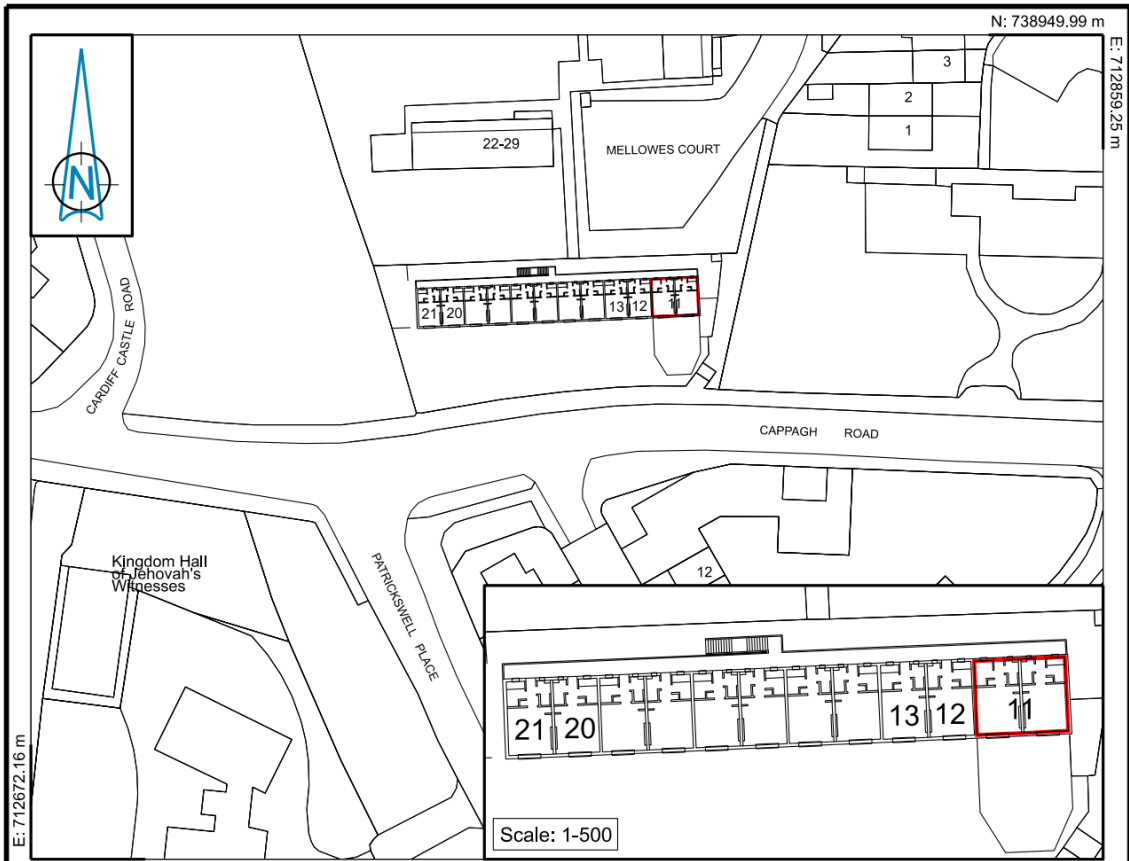 N: 738949.99 m
E: 712859.25 m
N
3
2
1
22-29
MELLOWES COURT
21
20
13
12
11
CARDIFF CASTLE ROAD
CAPPAGH ROAD
Kingdom Hall
of Jehovah's
Witnesses
PATRICKSWELL PLACE
12
21
20
13
12
11
Scale: 1-500
E: 712672.16 m